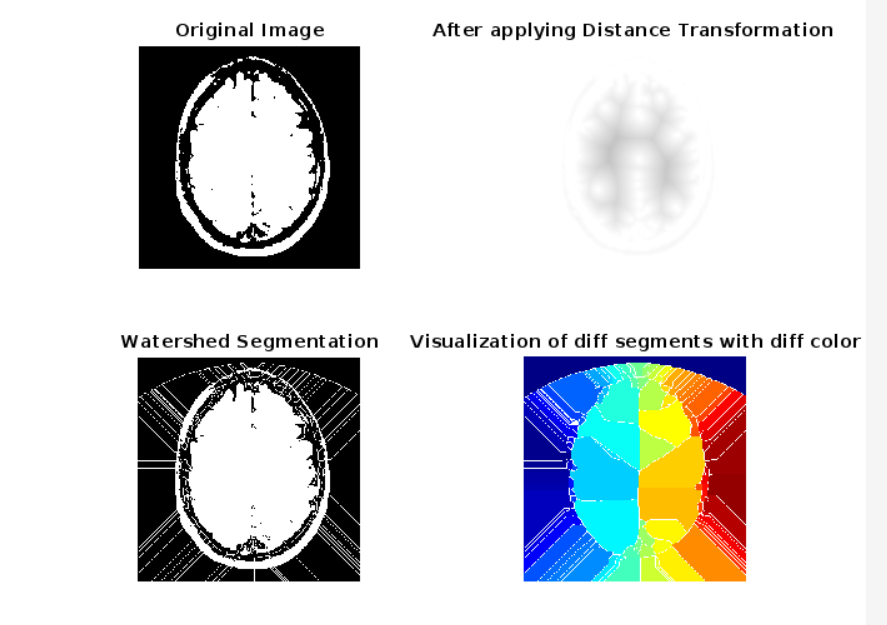 Original Image
After applying Distance Transformation
Watershed Segmentation
Visualization of diff segments with diff color